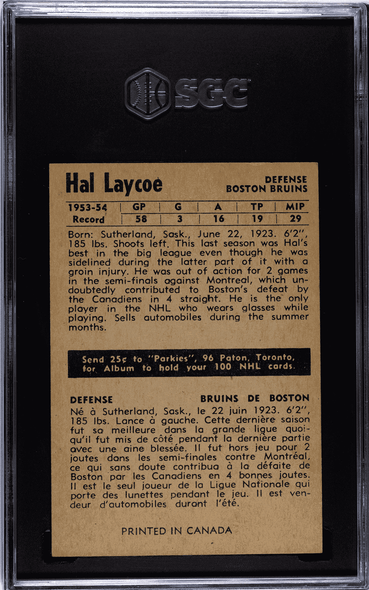 SGC
Hal Laycoe
DEFENSE
BOSTON BRUINS
1953-54 GP G A TP MIP
Record 58 3 16 19 29
Born: Sutherland, Sask., June 22, 1923. 6'2",
185 lbs. Shoots left. This last season was Hal's
best in the big league even though he was
sidelined during the latter part of it with a
groin injury. He was out of action for 2 games
in the semi-finals against Montreal, which un-
doubtedly contributed to Boston's defeat by
the Canadiens in 4 straight. He is the only
player in the NHL who wears glasses while
playing. Sells automobiles during the summer
months.
Send 25¢ to "Parkies", 96 Paton, Toronto,
for Album to hold your 100 NHL cards.
DEFENSE BRUINS DE BOSTON
Né à Sutherland, Sask., le 22 juin 1923. 6'2",
185 lbs. Lance à gauche. Cette dernière saison
fut sa meilleure dans la grande ligue quoi-
qu'il fut mis de côté pendant la dernière partie
avec une aine blessée. Il fut hors jeu pour 2
joutes dans les semi-finales contre Montréal,
ce qui sans doute contribua à la défaite de
Boston par les Canadiens en 4 bonnes joutes.
Il est le seul joueur de la Ligue Nationale qui
porte des lunettes pendant le jeu. Il est ven-
deur d'automobiles durant l'été.
PRINTED IN CANADA